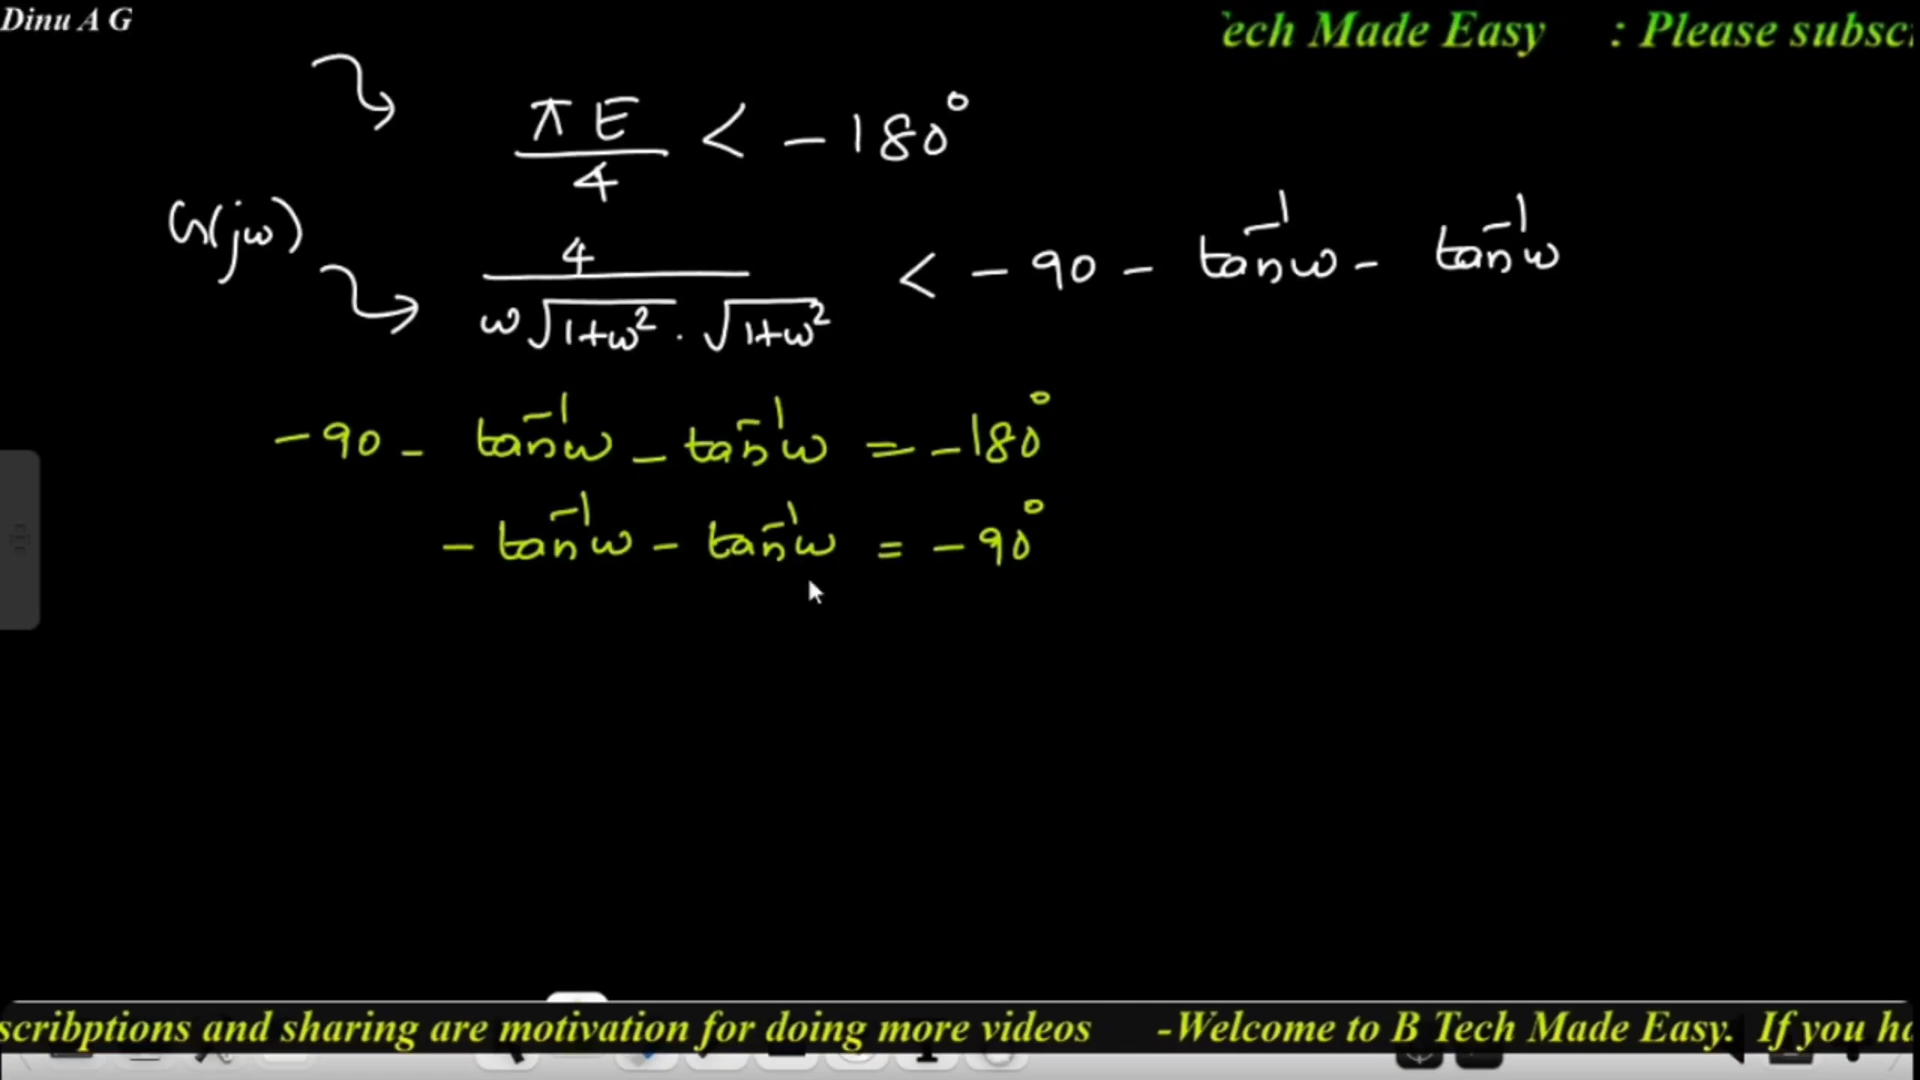 Dinu A G
ech Made Easy : Please subsc
πE/4 < -180°
G(jω)
4/(ω√(1+ω²) . √(1+ω²)) < -90 - tan⁻¹ω - tan⁻¹ω
-90 - tan⁻¹ω - tan⁻¹ω = -180°
- tan⁻¹ω - tan⁻¹ω = -90°
scribptions and sharing are motivation for doing more videos -Welcome to B Tech Made Easy. If you ha